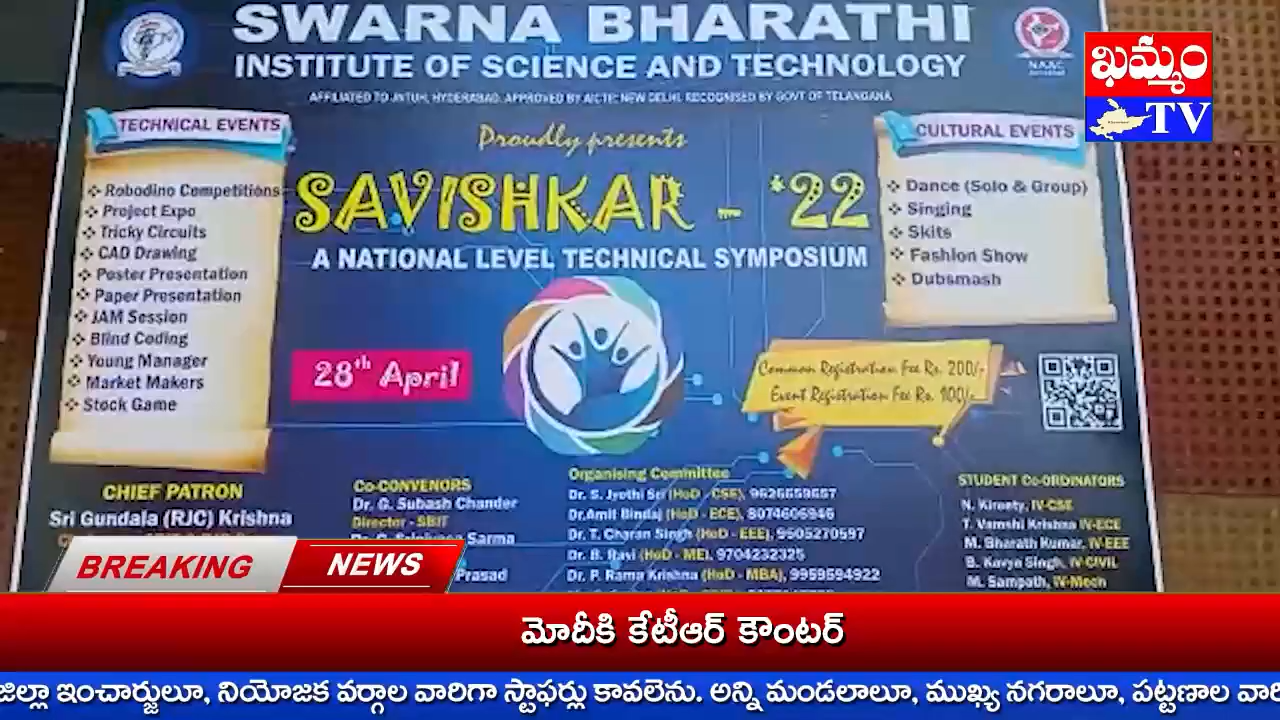 SWARNA BHARATHI
INSTITUTE OF SCIENCE AND TECHNOLOGY
AFFILIATED TO JNTUH, HYDERABAD, APPROVED BY AICTE; NEW DELHI, RECOGNISED BY GOVT OF TELANGANA
NAAC
ఖమ్మం
TV
Proudly presents
SAVISHKAR - '22
A NATIONAL LEVEL TECHNICAL SYMPOSIUM
28th April
TECHNICAL EVENTS
Robodino Competitions
Project Expo
Tricky Circuits
CAD Drawing
Poster Presentation
Paper Presentation
JAM Session
Blind Coding
Young Manager
Market Makers
Stock Game
CULTURAL EVENTS
Dance (Solo & Group)
Singing
Skits
Fashion Show
Dubsmash
Common Registration Fee Rs. 200/-
Event Registration Fee Rs. 100/-
CHIEF PATRON
Sri Gundala (RJC) Krishna
Co-CONVENORS
Dr. G. Subash Chander
Director - SBIT
Sarma
Prasad
Organising Committee
Dr. S. Jyothi Sri (HoD - CSE),
Dr.Amit Bindaj (HoD - ECE), 8074606946
Dr. T. Charan Singh (HoD - EEE),
Dr. B. Ravi (HoD - ME), 9704232325
Dr. P. Rama Krishna (HoD - MBA), 9959594922
STUDENT Co-ORDINATORS
N. Kireety, IV-CSE
T. Vamshi Krishna IV-ECE
M. Bharath Kumar, IV-EEE
B. Kavya Singh, IV-CIVIL
M. Sampath, IV-Mech
BREAKING NEWS
మోదీకి కేటీఆర్ కౌంటర్
జిల్లా ఇంచార్జులూ, నియోజక వర్గాల వారిగా స్టాఫర్లు కావలెను. అన్ని మండలాలూ, ముఖ్య నగరాలూ, పట్టణాల వారి